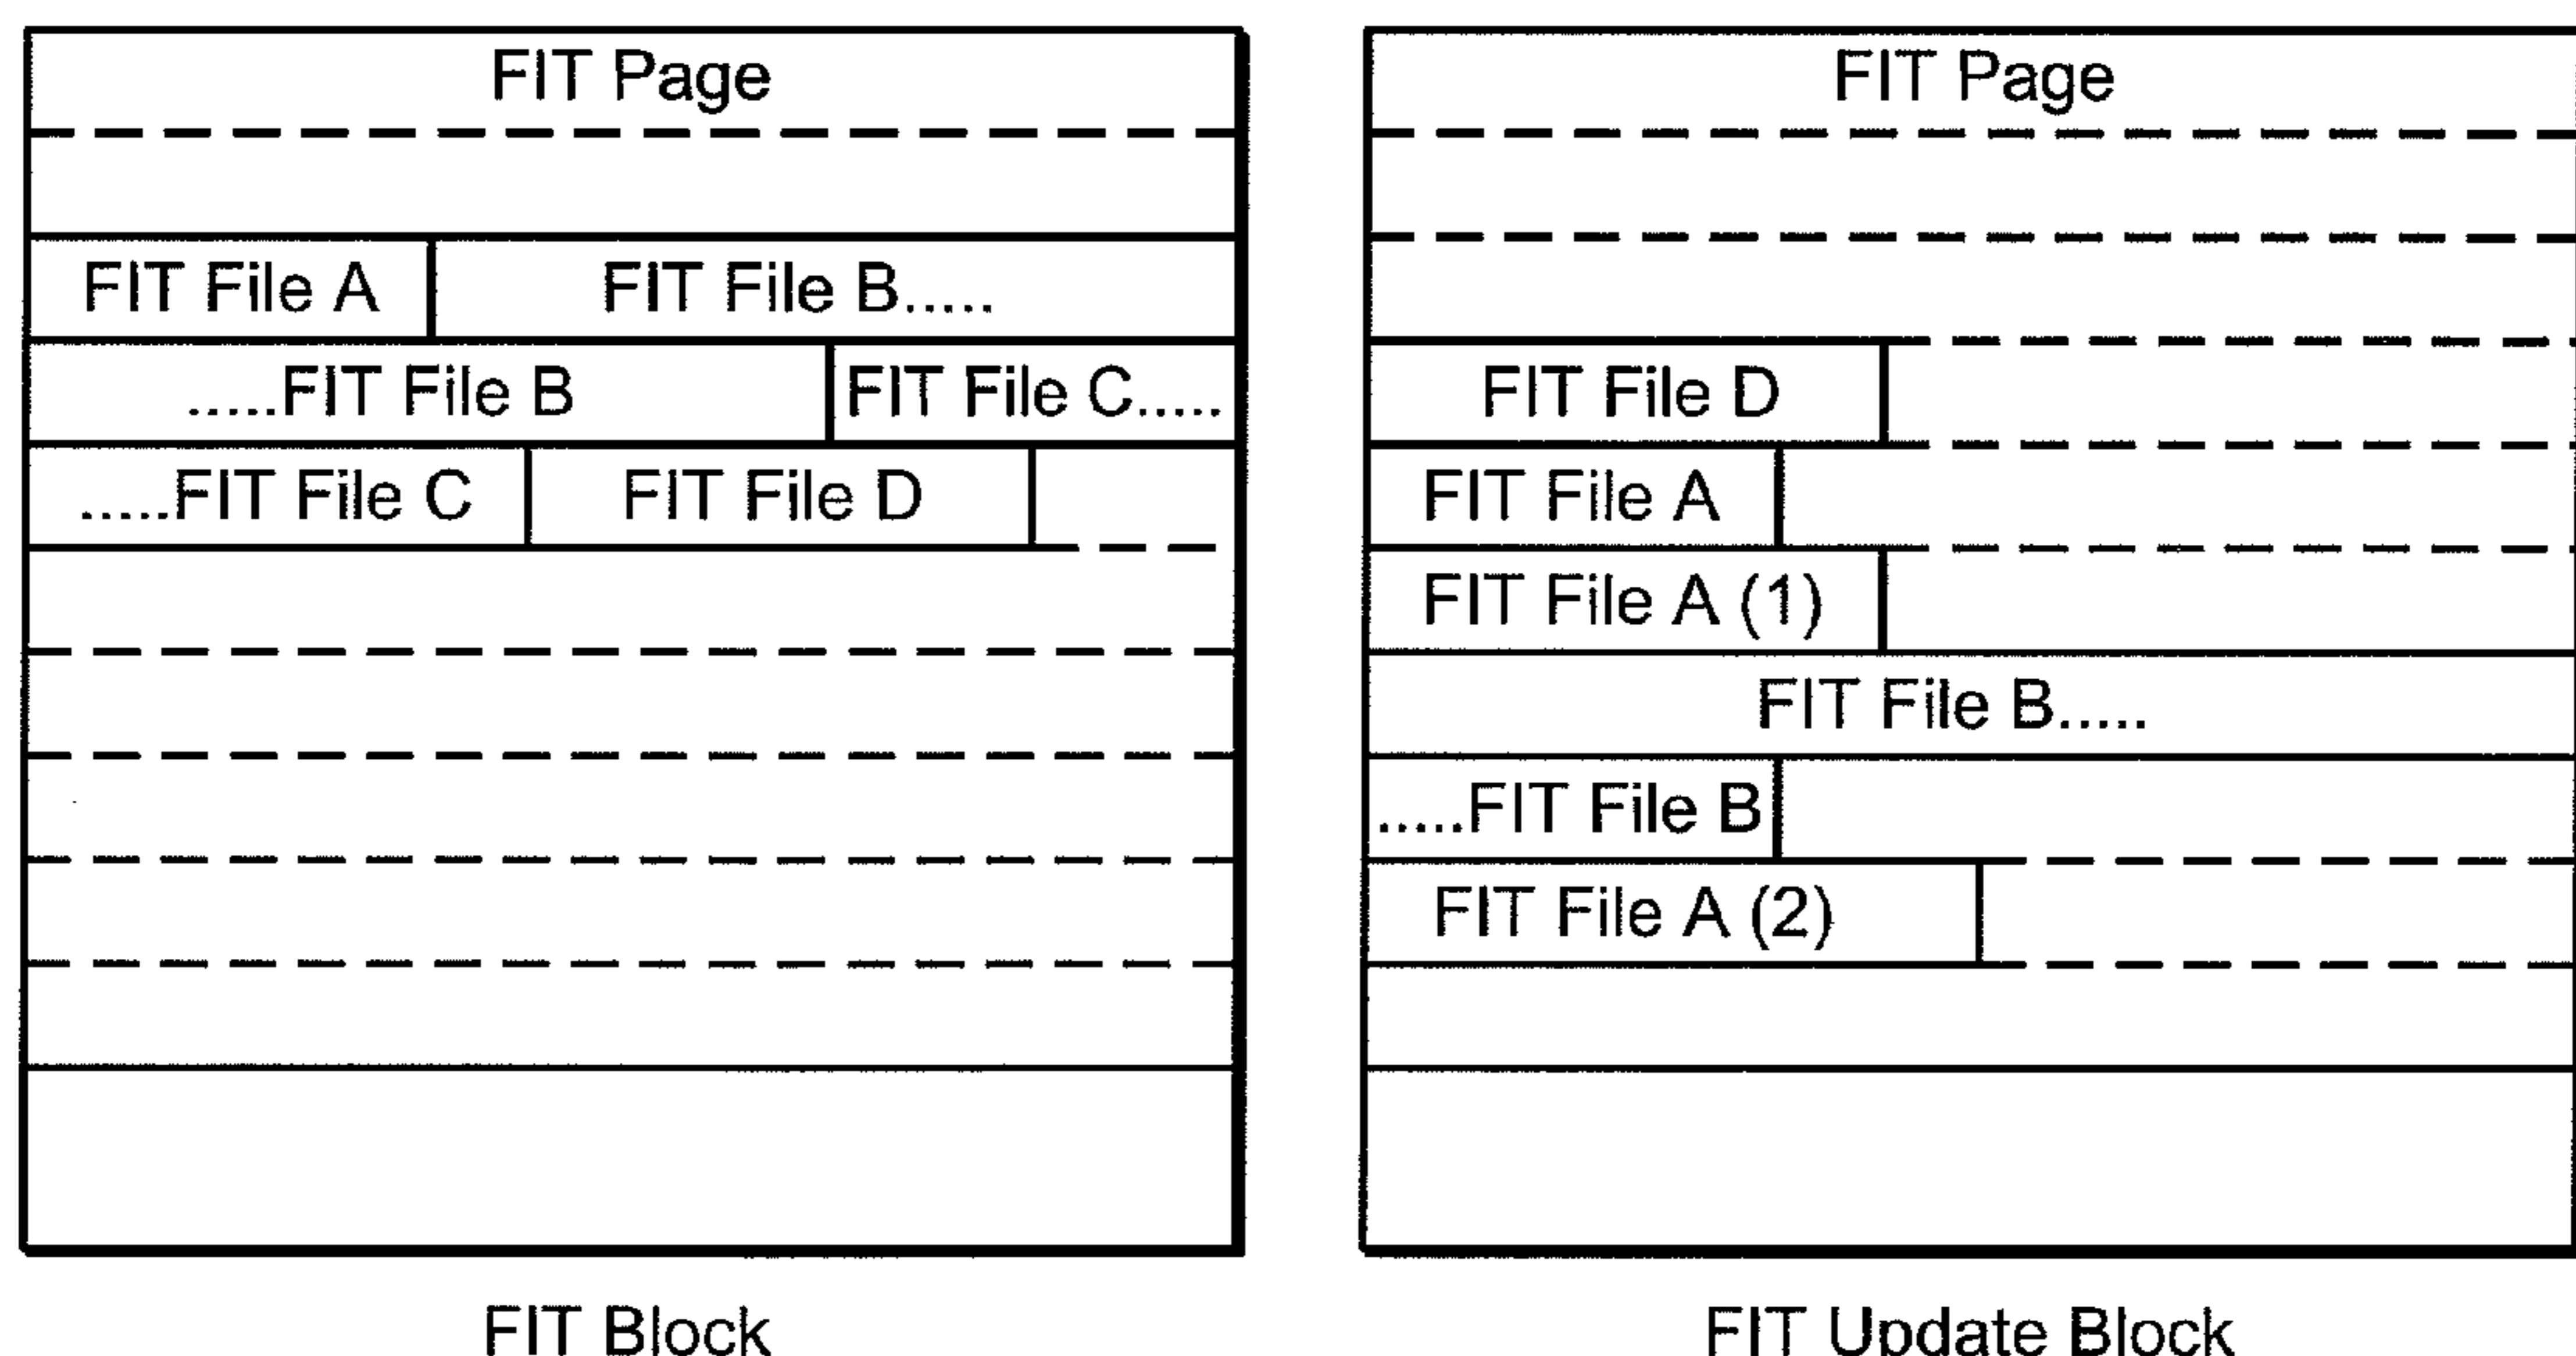 FIT Page
FIT File A FIT File B.....
.....FIT File B FIT File C.....
.....FIT File C FIT File D
FIT Block
FIT Page
FIT File D
FIT File A
FIT File A (1)
FIT File B.....
.....FIT File B
FIT File A (2)
FIT Update Block